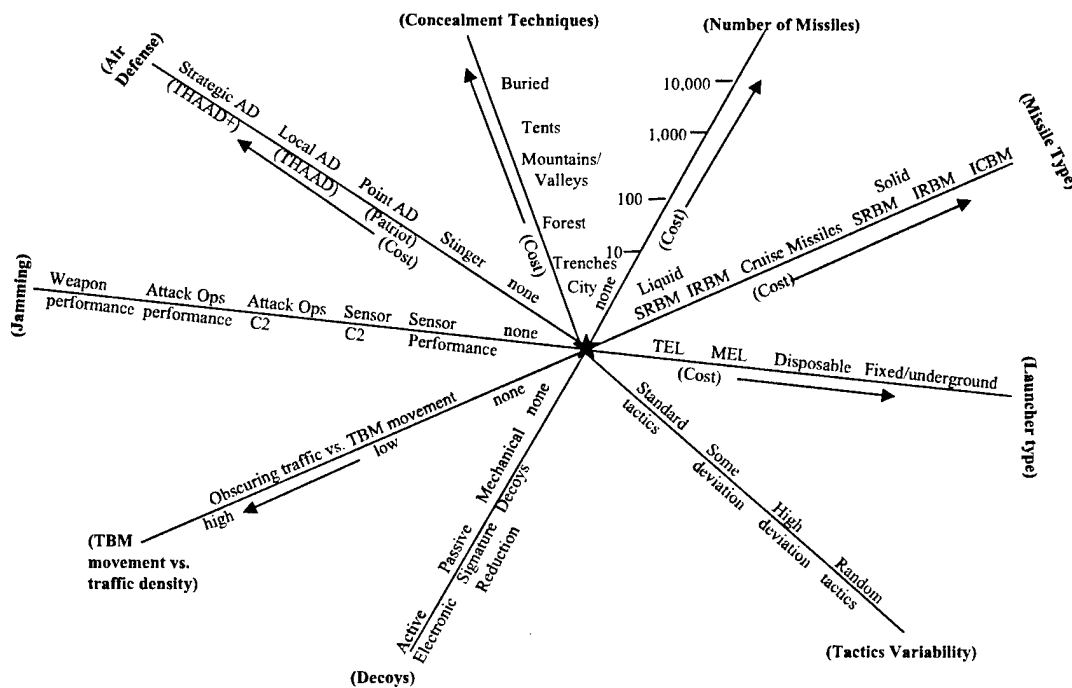 (Concealment Techniques)
Buried
Tents
Mountains/
Valleys
Forest
Trenches
City
(Cost)
(Number of Missiles)
10,000
1,000
100
10
none
(Cost)
(Missile Type)
Liquid
SRBM IRBM Cruise Missiles
Solid
SRBM IRBM ICBM
(Cost)
(Launcher type)
TEL MEL Disposable Fixed/underground
(Cost)
(Tactics Variability)
Standard
tactics
Some
deviation
High
deviation
Random
tactics
(Decoys)
none
Mechanical
Decoys
Passive
Signature
Reduction
Active
Electronic
(TBM
movement vs.
traffic density)
none
Obscuring traffic vs. TBM movement
low
high
(Jamming)
Weapon
performance
Attack Ops
performance
Attack Ops
C2
Sensor
C2
Sensor
Performance
none
(Air
Defense)
Strategic AD
(THAAD+)
Local AD
(THAAD)
Point AD
(Patriot)
Stinger
none
(Cost)